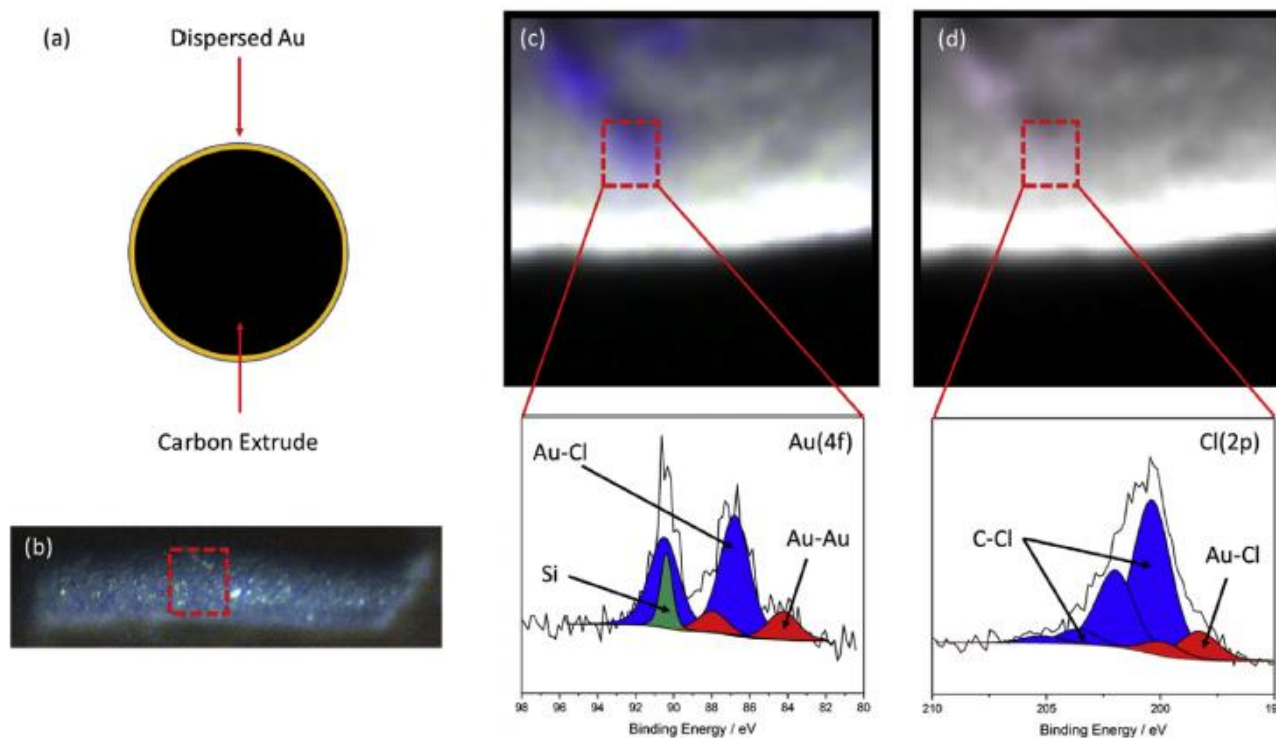 (a)
Dispersed Au
Carbon Extrude
(b)
(c)
(d)
Au(4f)
Au-Cl
Au-Au
Si
98 96 94 92 90 88 86 84 82 80
Binding Energy / eV
Cl(2p)
C-Cl
Au-Cl
210 205 200
Binding Energy / eV